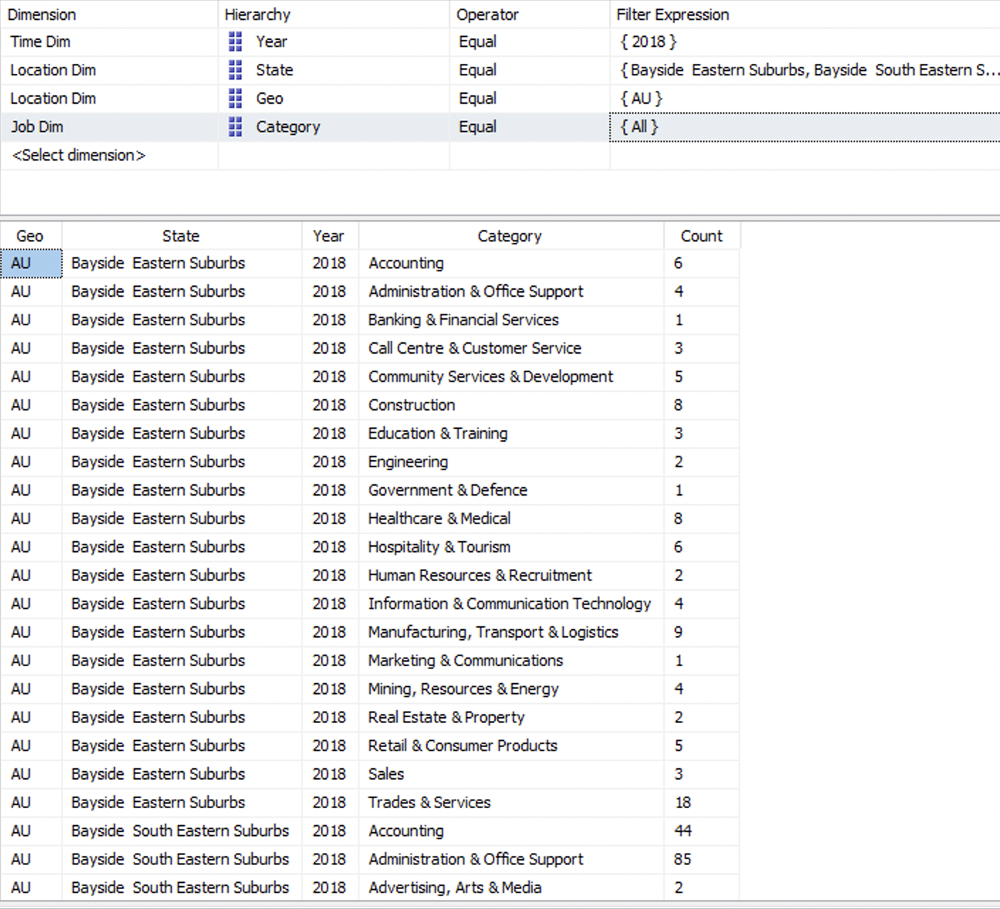 Dimension Hierarchy Operator Filter Expression
Time Dim Year Equal { 2018 }
Location Dim State Equal { Bayside  Eastern Suburbs, Bayside  South Eastern S...
Location Dim Geo Equal { AU }
Job Dim Category Equal { All }
<Select dimension>
Geo State Year Category Count
AU Bayside  Eastern Suburbs 2018 Accounting 6
AU Bayside  Eastern Suburbs 2018 Administration & Office Support 4
AU Bayside  Eastern Suburbs 2018 Banking & Financial Services 1
AU Bayside  Eastern Suburbs 2018 Call Centre & Customer Service 3
AU Bayside  Eastern Suburbs 2018 Community Services & Development 5
AU Bayside  Eastern Suburbs 2018 Construction 8
AU Bayside  Eastern Suburbs 2018 Education & Training 3
AU Bayside  Eastern Suburbs 2018 Engineering 2
AU Bayside  Eastern Suburbs 2018 Government & Defence 1
AU Bayside  Eastern Suburbs 2018 Healthcare & Medical 8
AU Bayside  Eastern Suburbs 2018 Hospitality & Tourism 6
AU Bayside  Eastern Suburbs 2018 Human Resources & Recruitment 2
AU Bayside  Eastern Suburbs 2018 Information & Communication Technology 4
AU Bayside  Eastern Suburbs 2018 Manufacturing, Transport & Logistics 9
AU Bayside  Eastern Suburbs 2018 Marketing & Communications 1
AU Bayside  Eastern Suburbs 2018 Mining, Resources & Energy 4
AU Bayside  Eastern Suburbs 2018 Real Estate & Property 2
AU Bayside  Eastern Suburbs 2018 Retail & Consumer Products 5
AU Bayside  Eastern Suburbs 2018 Sales 3
AU Bayside  Eastern Suburbs 2018 Trades & Services 18
AU Bayside  South Eastern Suburbs 2018 Accounting 44
AU Bayside  South Eastern Suburbs 2018 Administration & Office Support 85
AU Bayside  South Eastern Suburbs 2018 Advertising, Arts & Media 2